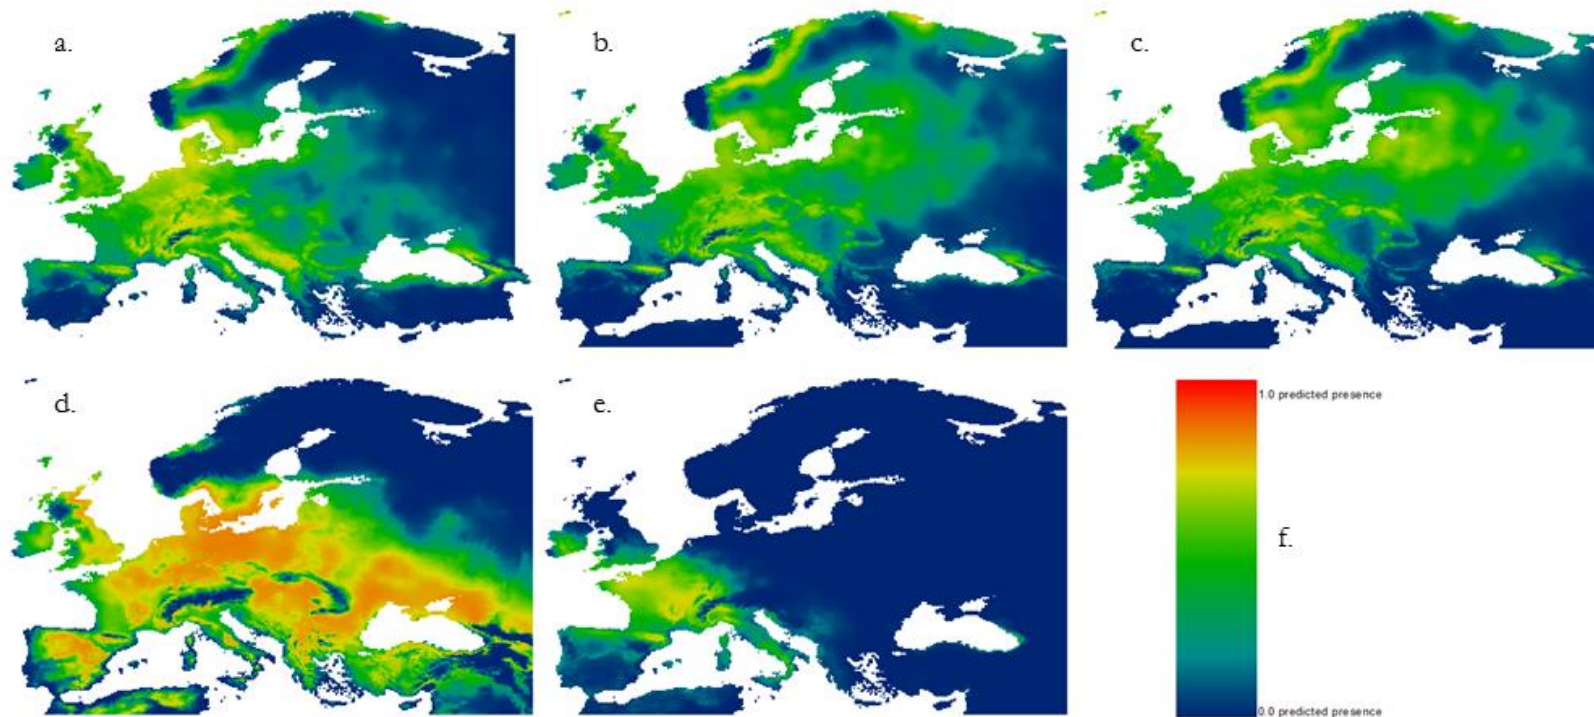 a.
b.
c.
d.
e.
1.0 predicted presence
f.
0.0 predicted presence